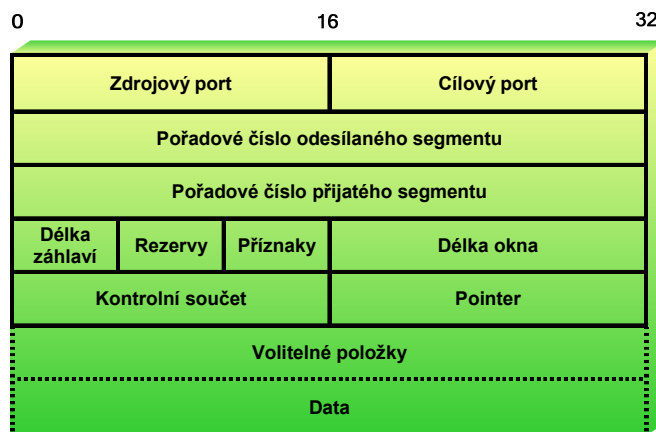 0 16 32
Zdrojový port Cílový port
Pořadové číslo odesílaného segmentu
Pořadové číslo přijatého segmentu
Délka záhlaví Rezervy Příznaky Délka okna
Kontrolní součet Pointer
Volitelné položky
Data